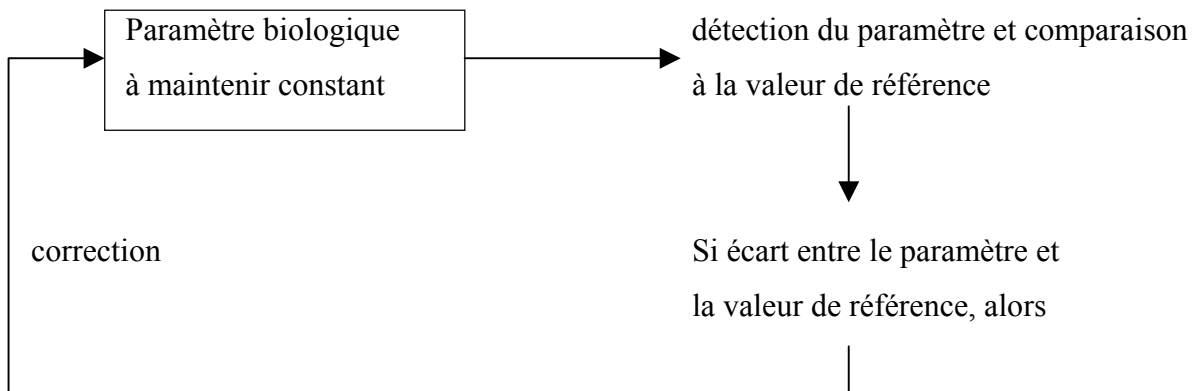 Paramètre biologique
à maintenir constant
détection du paramètre et comparaison
à la valeur de référence
correction
Si écart entre le paramètre et
la valeur de référence, alors